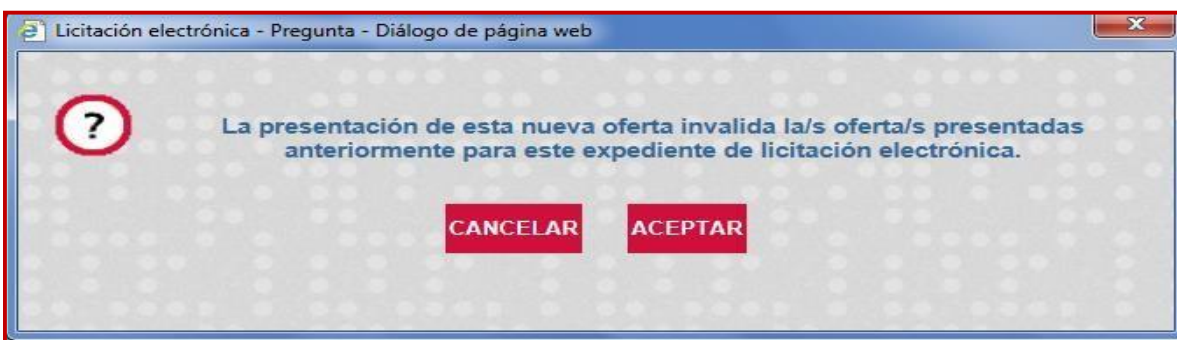 Licitación electrónica - Pregunta - Diálogo de página web
X
?
La presentación de esta nueva oferta invalida la/s oferta/s presentadas
anteriormente para este expediente de licitación electrónica.
CANCELAR ACEPTAR